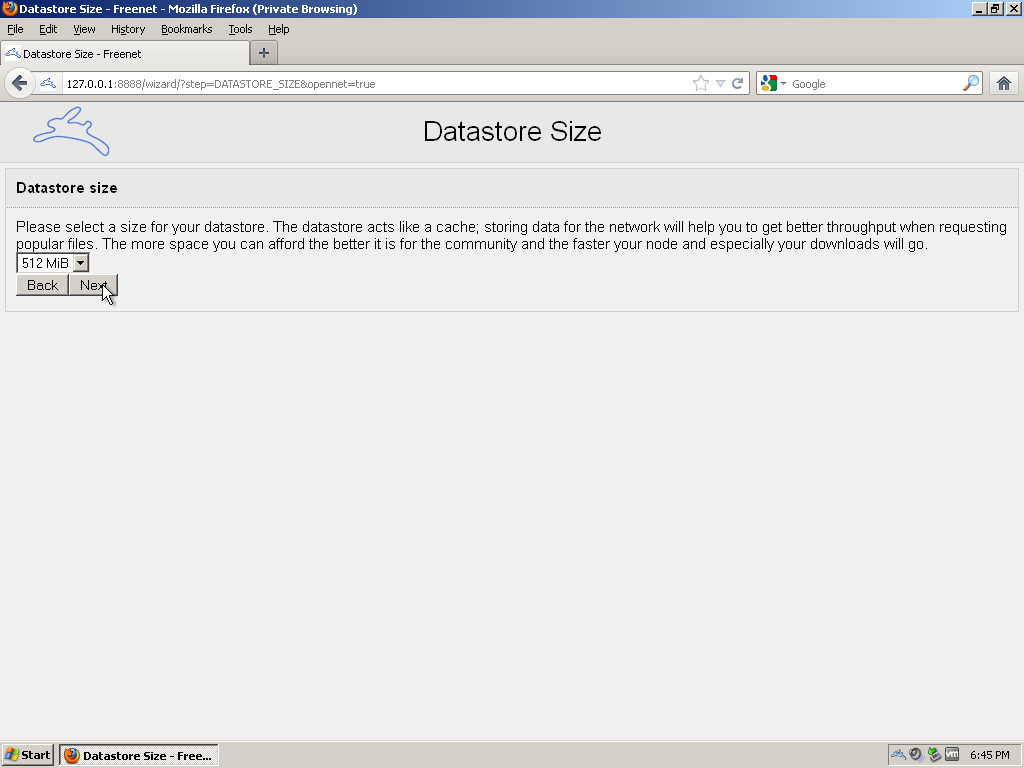 Datastore Size - Freenet - Mozilla Firefox (Private Browsing)
File Edit View History Bookmarks Tools Help
Datastore Size - Freenet
127.0.0.1:8888/wizard/?step=DATASTORE_SIZE&opennet=true
Google
Datastore Size
Datastore size
Please select a size for your datastore. The datastore acts like a cache; storing data for the network will help you to get better throughput when requesting
popular files. The more space you can afford the better it is for the community and the faster your node and especially your downloads will go.
512 MiB
Back Next
Start Datastore Size - Free... vm 6:45 PM